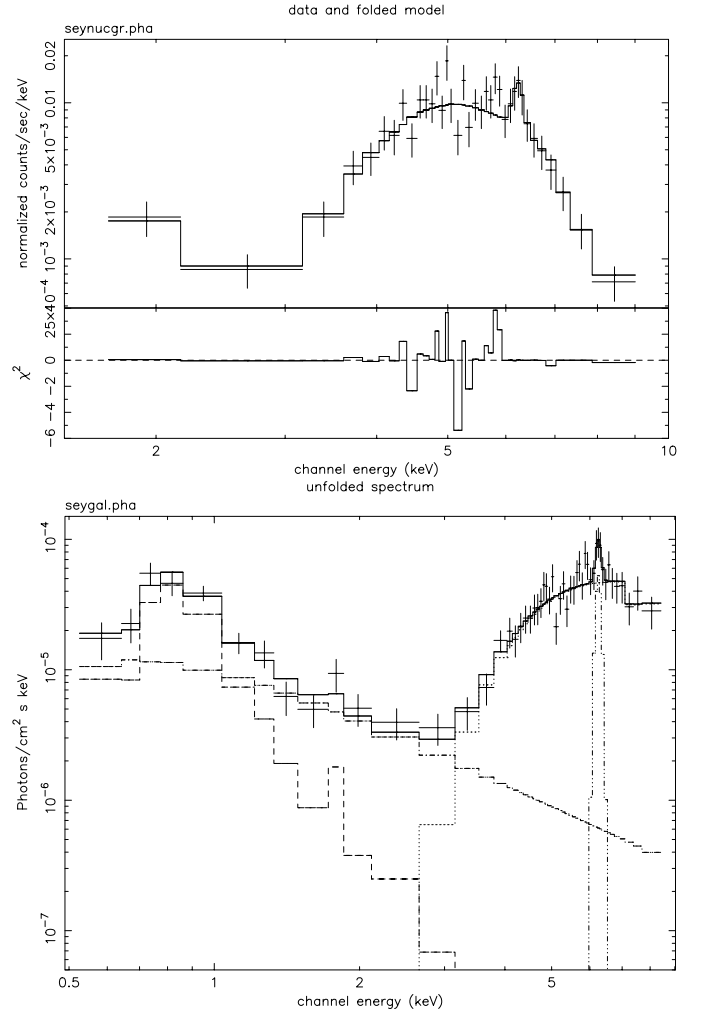 data and folded model
seynucgr.pha
normalized counts/sec/keV
0.02
0.01
5×10⁻³
2×10⁻³
10⁻³
5×10⁻⁴
χ²
2
0
−2
−4
−6
2
5
10
channel energy (keV)
unfolded spectrum
seygal.pha
Photons/cm² s keV
10⁻⁴
10⁻⁵
10⁻⁶
10⁻⁷
0.5
1
2
5
channel energy (keV)